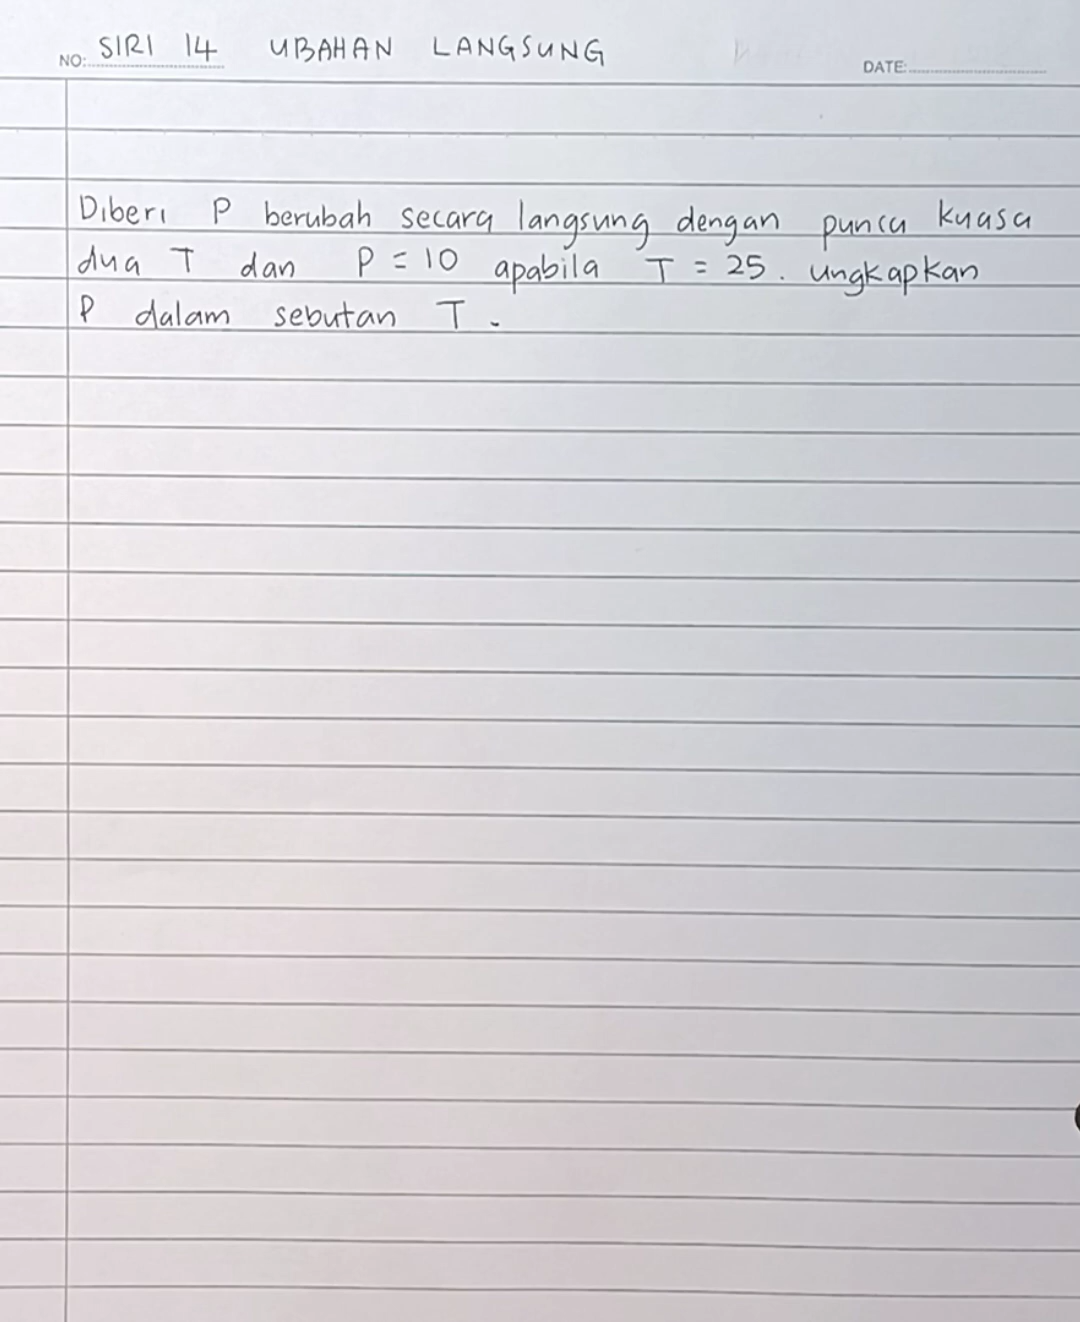 NO: SIRI 14 UBAHAN LANGSUNG DATE:
Diberi P berubah secara langsung dengan punca kuasa
dua T dan P = 10 apabila T = 25. ungkapkan
P dalam sebutan T.